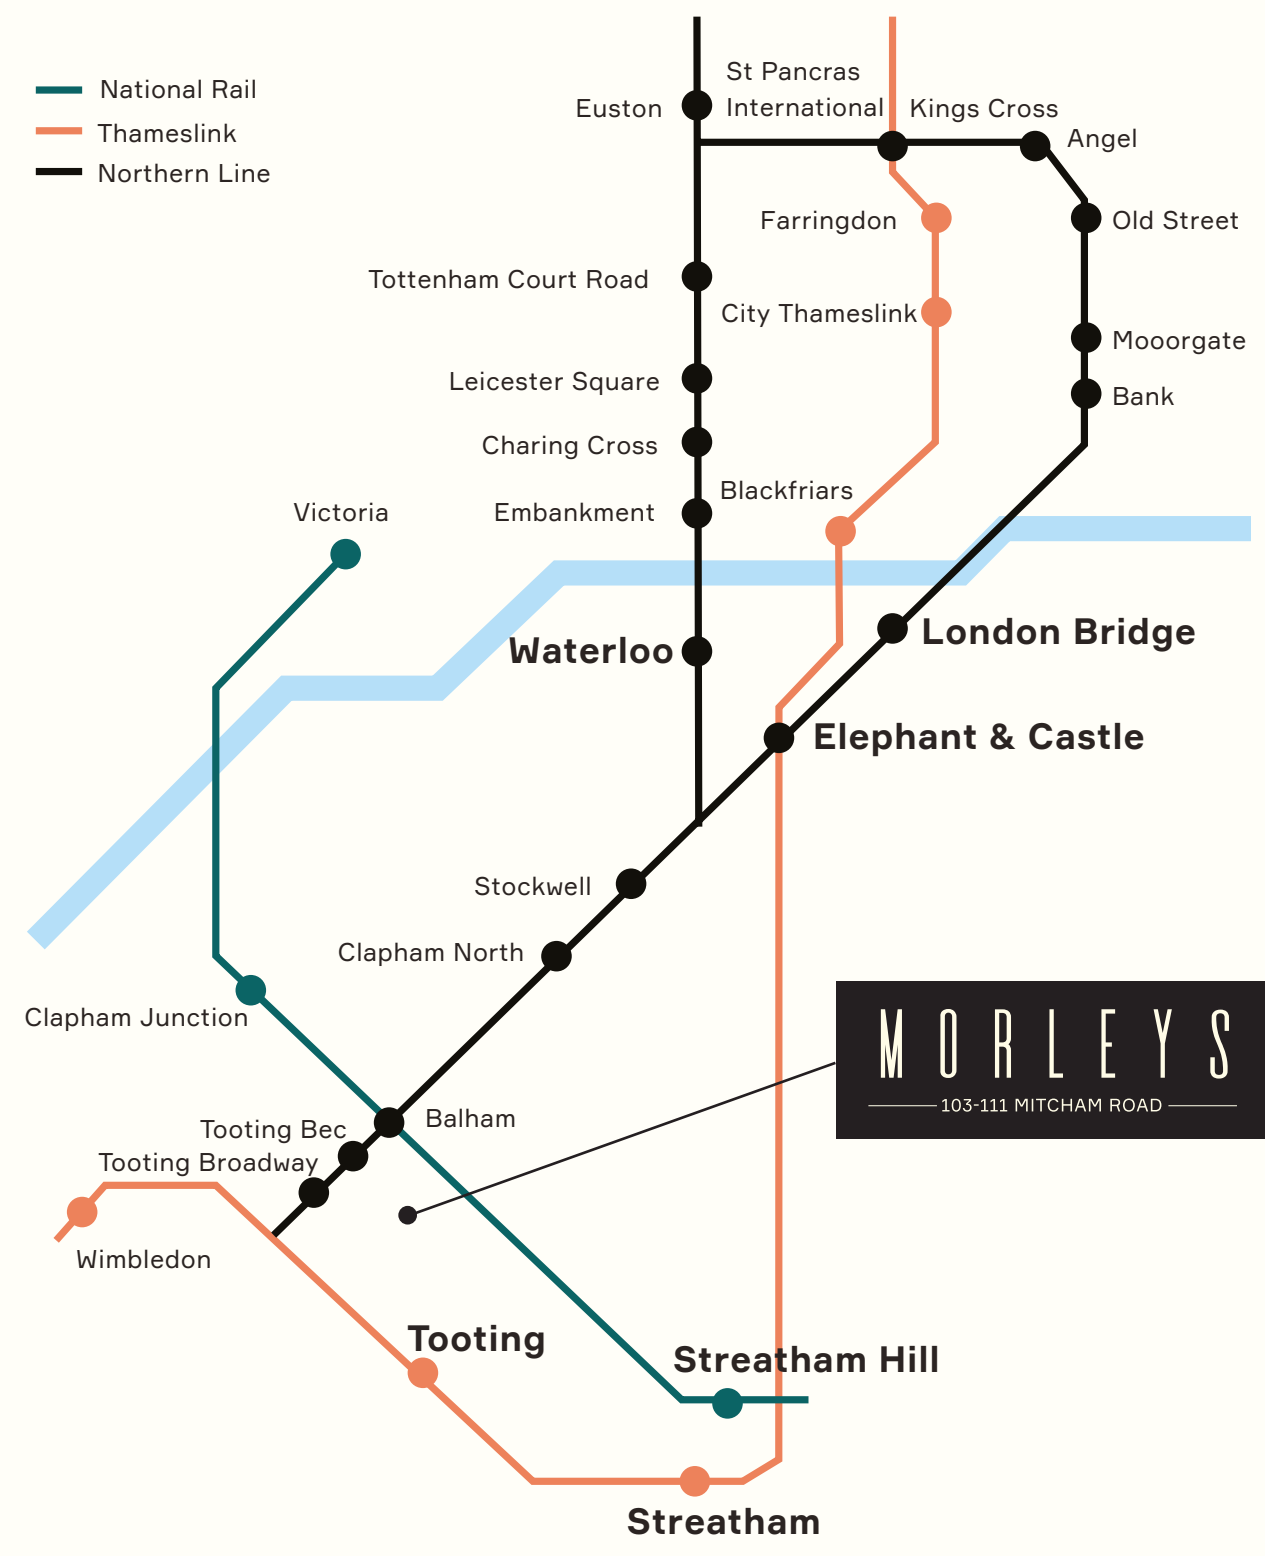 National Rail
Thameslink
Northern Line
St Pancras
International
Euston
Kings Cross
Angel
Farringdon
Old Street
Tottenham Court Road
City Thameslink
Mooorgate
Leicester Square
Bank
Charing Cross
Blackfriars
Victoria
Embankment
Waterloo
London Bridge
Elephant & Castle
Stockwell
Clapham North
Clapham Junction
MORLEYS
103-111 MITCHAM ROAD
Balham
Tooting Bec
Tooting Broadway
Wimbledon
Tooting
Streatham Hill
Streatham